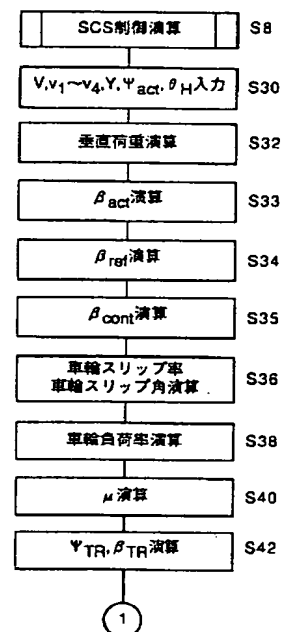 SCS制御演算 S8
V,v1～v4,Y,Ψact,θH入力 S30
垂直荷重演算 S32
βact演算 S33
βref演算 S34
βcont演算 S35
車輪スリップ率
車輪スリップ角演算 S36
車輪負荷率演算 S38
μ演算 S40
ΨTR,βTR演算 S42
1